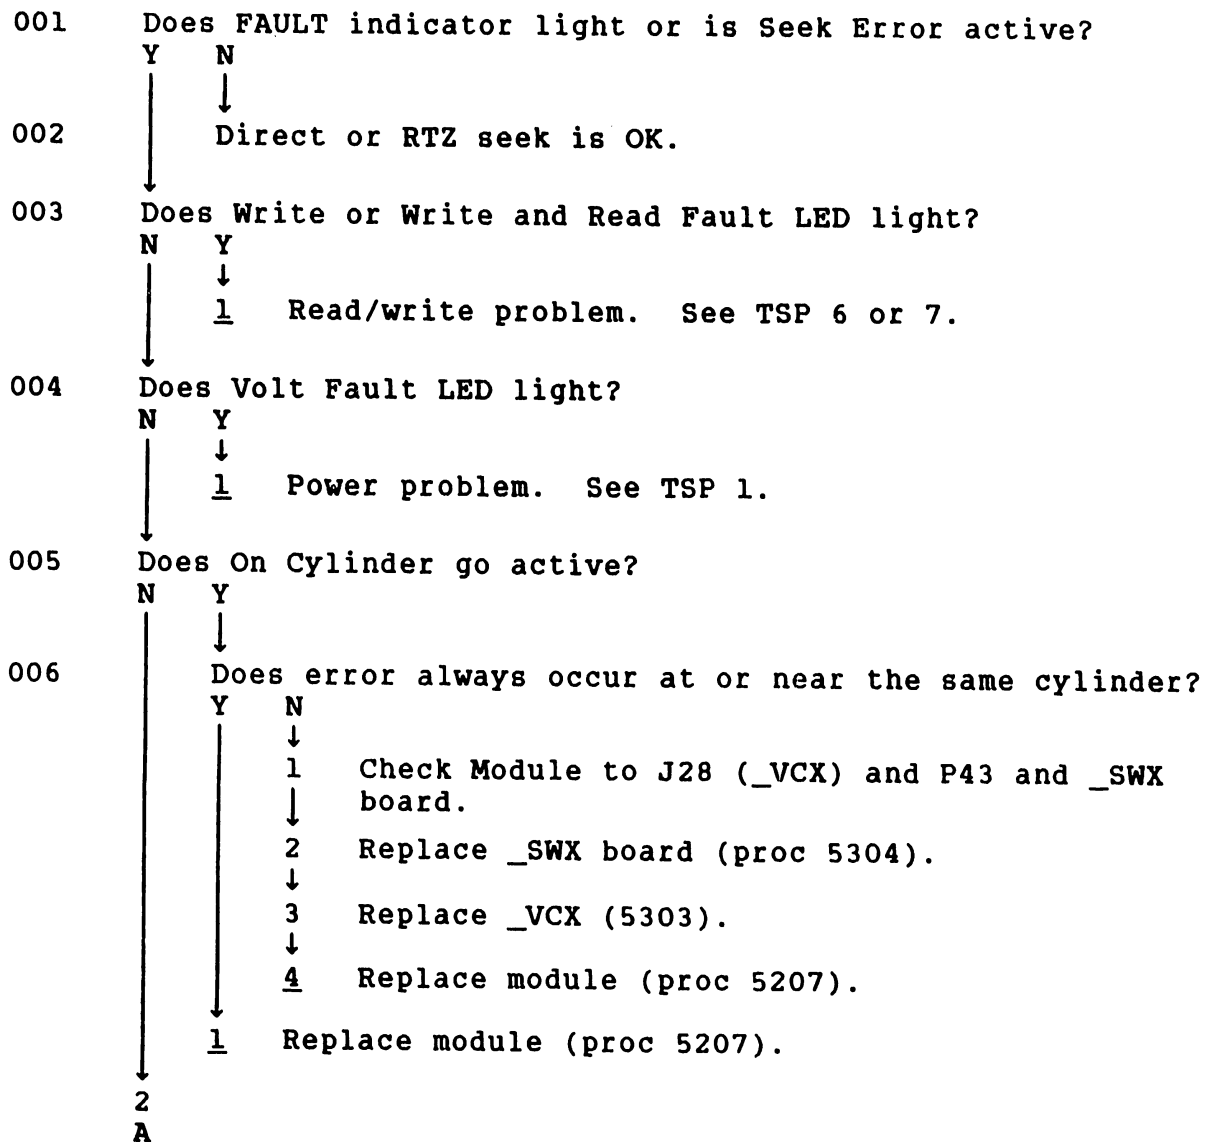 001 Does FAULT indicator light or is Seek Error active?
Y N
002 Direct or RTZ seek is OK.
003 Does Write or Write and Read Fault LED light?
N Y
1 Read/write problem. See TSP 6 or 7.
004 Does Volt Fault LED light?
N Y
1 Power problem. See TSP 1.
005 Does On Cylinder go active?
N Y
006 Does error always occur at or near the same cylinder?
Y N
1 Check Module to J28 (_VCX) and P43 and _SWX
board.
2 Replace _SWX board (proc 5304).
3 Replace _VCX (5303).
4 Replace module (proc 5207).
1 Replace module (proc 5207).
2
A